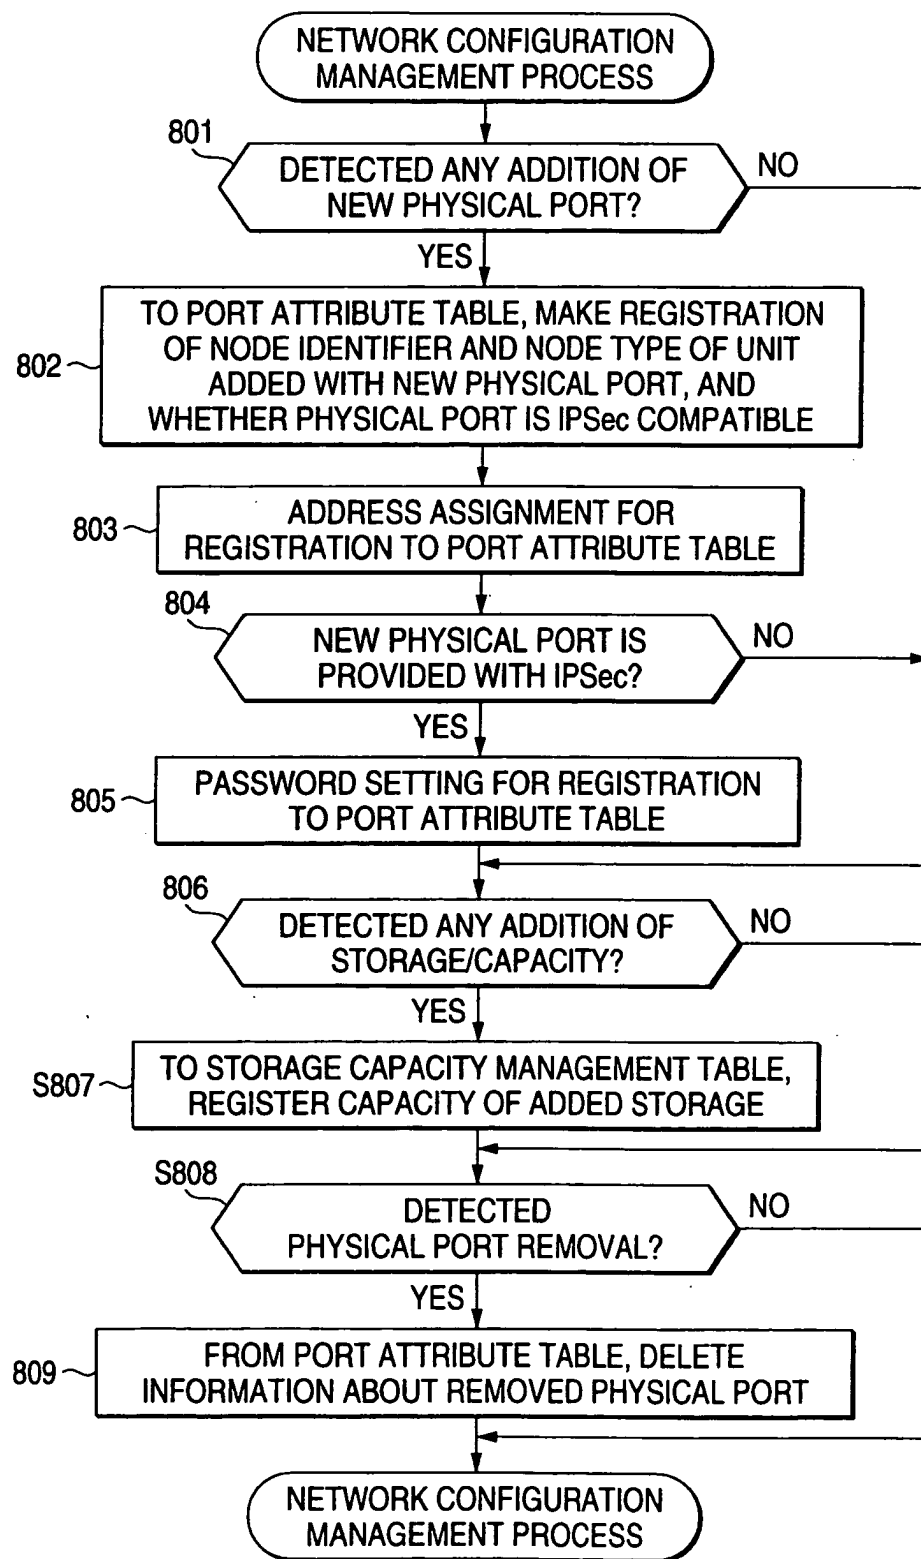 NETWORK CONFIGURATION
MANAGEMENT PROCESS
801
DETECTED ANY ADDITION OF
NEW PHYSICAL PORT?
NO
YES
802
TO PORT ATTRIBUTE TABLE, MAKE REGISTRATION
OF NODE IDENTIFIER AND NODE TYPE OF UNIT
ADDED WITH NEW PHYSICAL PORT, AND
WHETHER PHYSICAL PORT IS IPSec COMPATIBLE
803
ADDRESS ASSIGNMENT FOR
REGISTRATION TO PORT ATTRIBUTE TABLE
804
NEW PHYSICAL PORT IS
PROVIDED WITH IPSec?
NO
YES
805
PASSWORD SETTING FOR REGISTRATION
TO PORT ATTRIBUTE TABLE
806
DETECTED ANY ADDITION OF
STORAGE/CAPACITY?
NO
YES
S807
TO STORAGE CAPACITY MANAGEMENT TABLE,
REGISTER CAPACITY OF ADDED STORAGE
S808
DETECTED
PHYSICAL PORT REMOVAL?
NO
YES
809
FROM PORT ATTRIBUTE TABLE, DELETE
INFORMATION ABOUT REMOVED PHYSICAL PORT
NETWORK CONFIGURATION
MANAGEMENT PROCESS